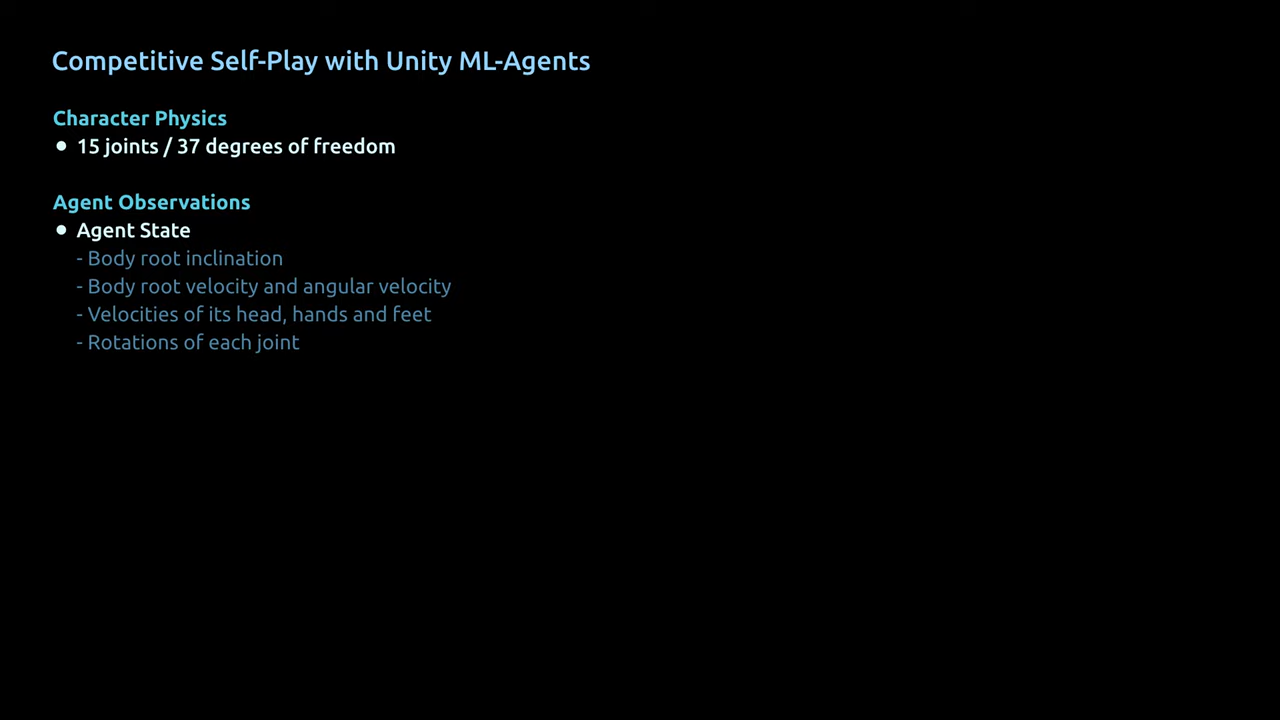 Competitive Self-Play with Unity ML-Agents
Character Physics
● 15 joints / 37 degrees of freedom
Agent Observations
● Agent State
- Body root inclination
- Body root velocity and angular velocity
- Velocities of its head, hands and feet
- Rotations of each joint